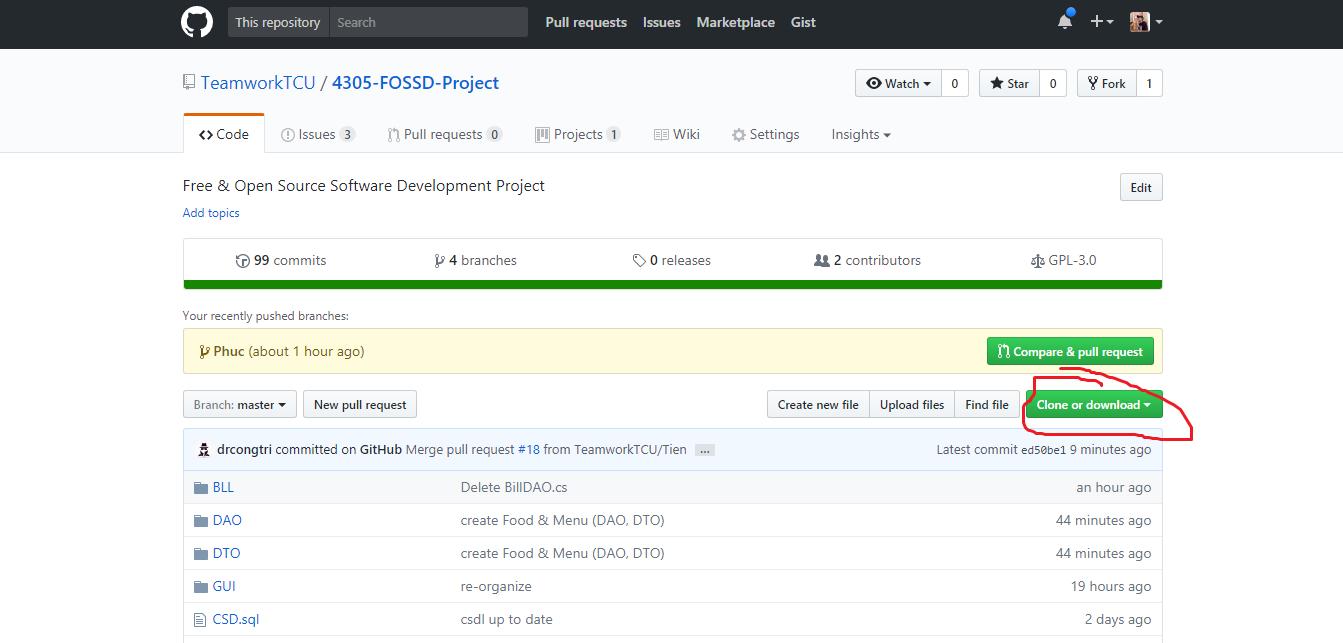 This repository Search Pull requests Issues Marketplace Gist
TeamworkTCU / 4305-FOSSD-Project Watch 0 Star 0 Fork 1
Code Issues 3 Pull requests 0 Projects 1 Wiki Settings Insights
Free & Open Source Software Development Project Edit
Add topics
99 commits 4 branches 0 releases 2 contributors GPL-3.0
Your recently pushed branches:
Phuc (about 1 hour ago) Compare & pull request
Branch: master New pull request Create new file Upload files Find file Clone or download
drcongtri committed on GitHub Merge pull request #18 from TeamworkTCU/Tien ... Latest commit ed50be1 9 minutes ago
BLL Delete BillDAO.cs an hour ago
DAO create Food & Menu (DAO, DTO) 44 minutes ago
DTO create Food & Menu (DAO, DTO) 44 minutes ago
GUI re-organize 19 hours ago
CSD.sql csdl up to date 2 days ago